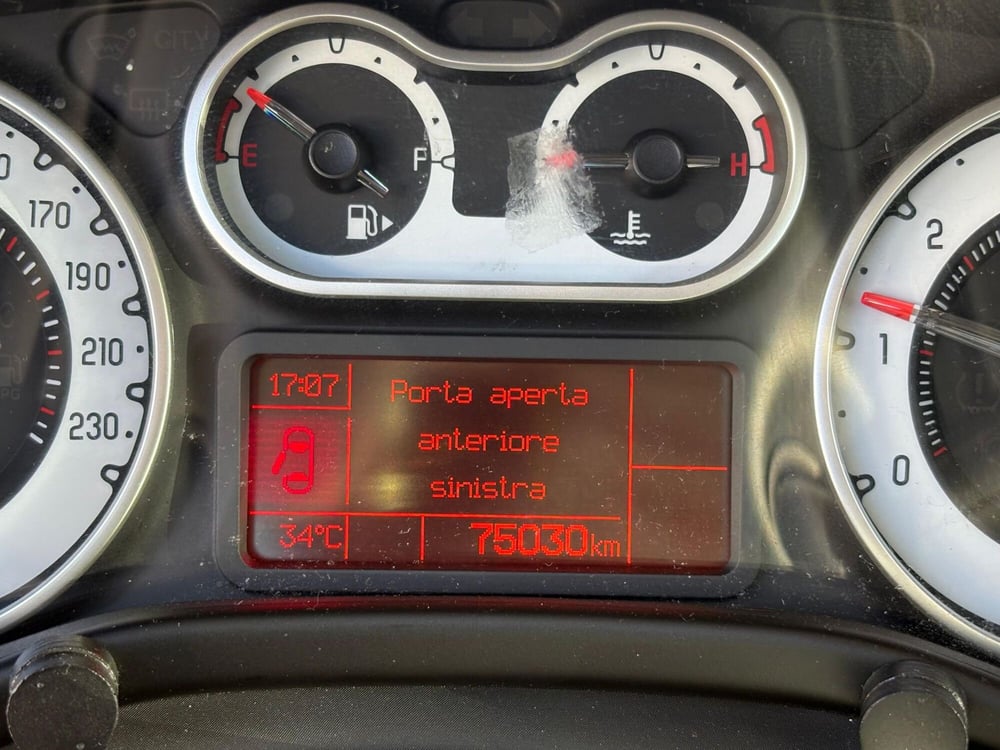 CITY
E
F
H
170
190
210
230
2
1
0
17:07
Porta aperta
anteriore
sinistra
34°C
75030km